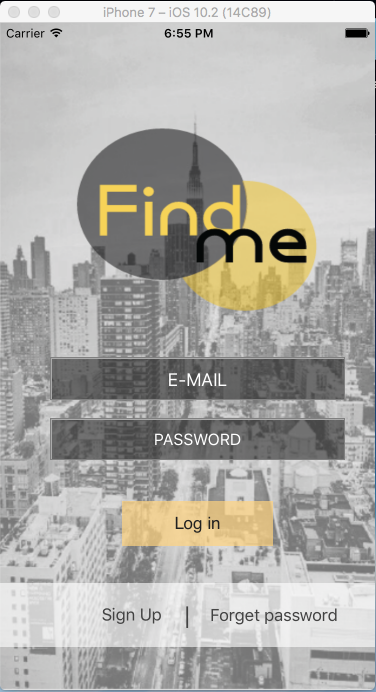 iPhone 7 – iOS 10.2 (14C89)
Carrier 6:55 PM
Find
me
E-MAIL
PASSWORD
Log in
Sign Up | Forget password